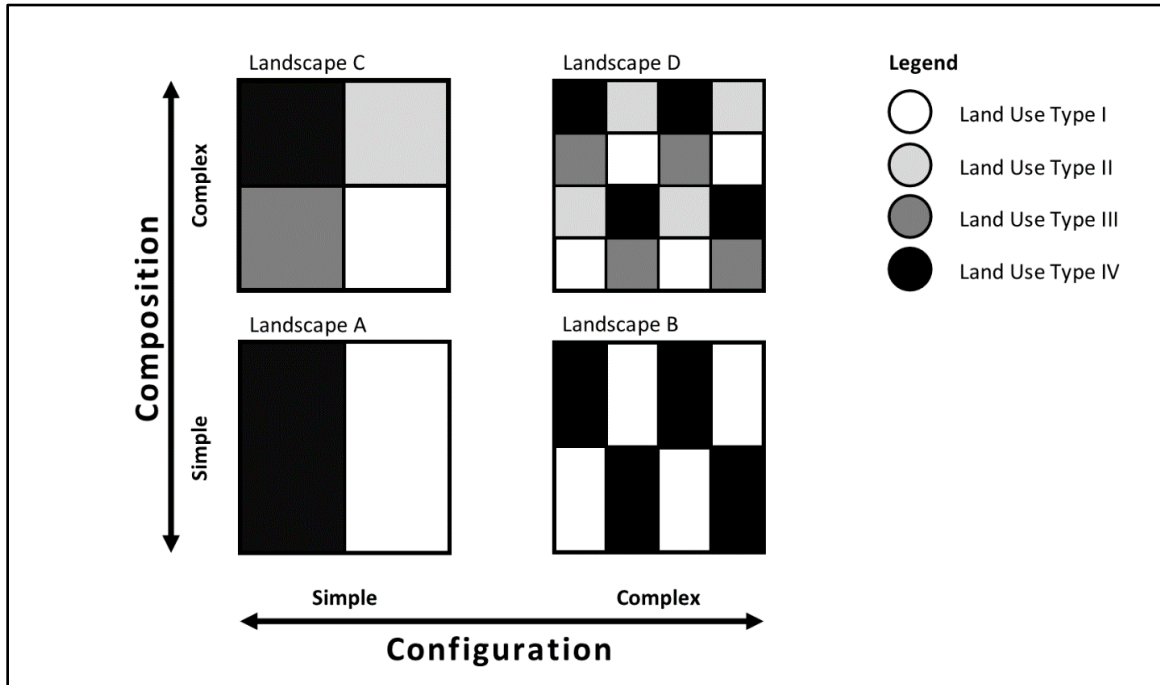 Landscape C
Landscape D
Legend
Land Use Type I
Land Use Type II
Land Use Type III
Land Use Type IV
Complex
Composition
Simple
Landscape A
Landscape B
Simple
Complex
Configuration